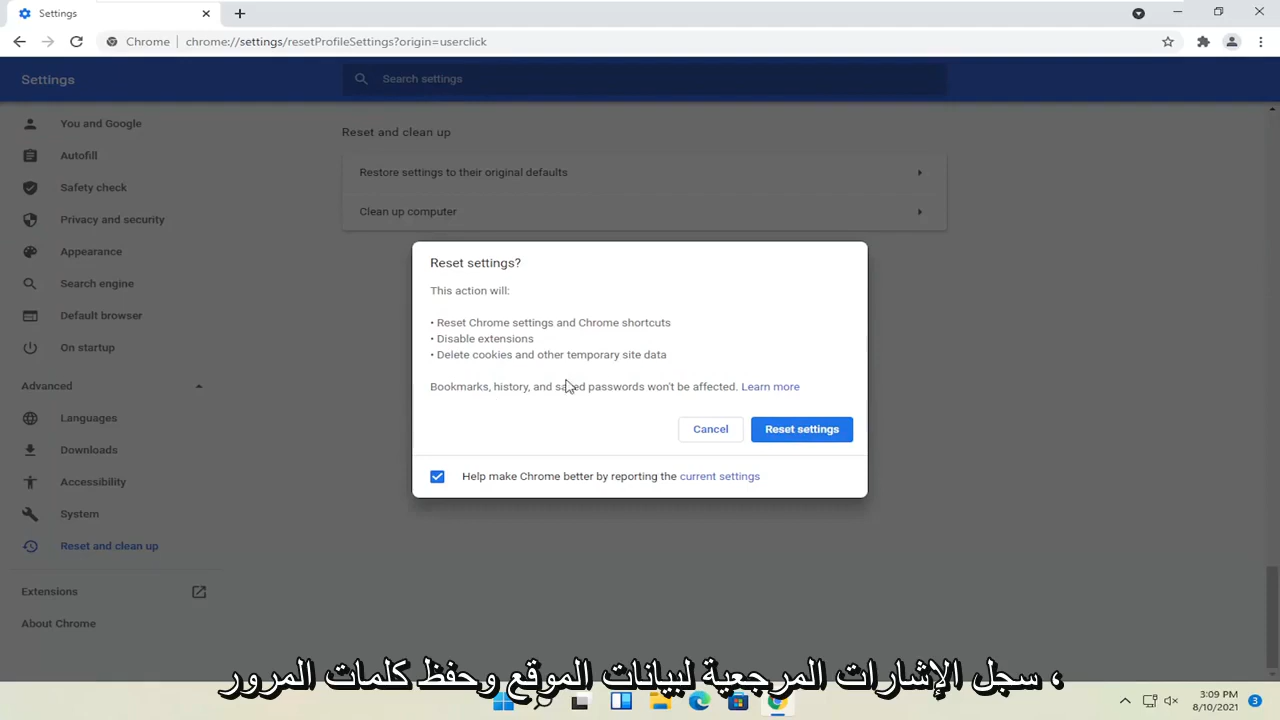 Settings
Chrome | chrome://settings/resetProfileSettings?origin=userclick
Settings
Search settings
You and Google
Autofill
Safety check
Privacy and security
Appearance
Search engine
Default browser
On startup
Advanced
Languages
Downloads
Accessibility
System
Reset and clean up
Extensions
About Chrome
Reset and clean up
Restore settings to their original defaults
Clean up computer
Reset settings?
This action will:
• Reset Chrome settings and Chrome shortcuts
• Disable extensions
• Delete cookies and other temporary site data
Bookmarks, history, and saved passwords won't be affected. Learn more
Cancel
Reset settings
Help make Chrome better by reporting the current settings
، سجل الإشارات المرجعية لبيانات الموقع وحفظ كلمات المرور
3:09 PM
8/10/2021
3